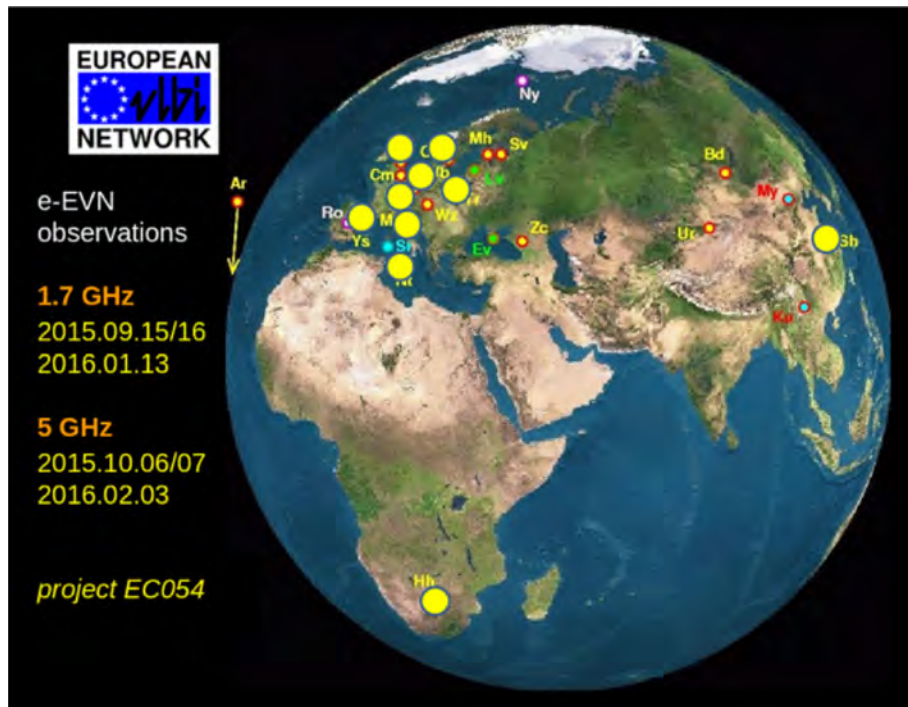 EUROPEAN
vlbi
NETWORK
e-EVN
observations
1.7 GHz
2015.09.15/16
2016.01.13
5 GHz
2015.10.06/07
2016.02.03
project EC054
Ny
Mh
Sv
Cm
Bd
Ar
My
Wz
Ro
Ys
Zc
Ur
Ev
Sh
Km
Hh